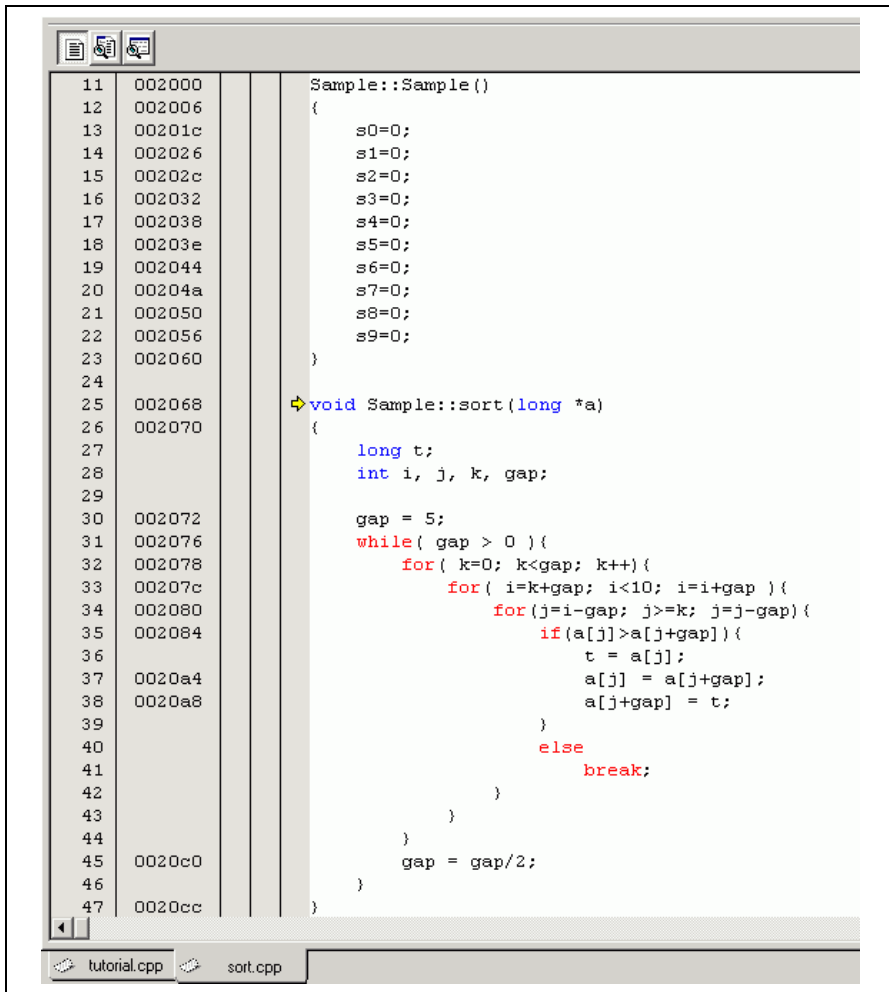 11 002000 Sample::Sample()
12 002006 {
13 00201c s0=0;
14 002026 s1=0;
15 00202c s2=0;
16 002032 s3=0;
17 002038 s4=0;
18 00203e s5=0;
19 002044 s6=0;
20 00204a s7=0;
21 002050 s8=0;
22 002056 s9=0;
23 002060 }
24
25 002068 void Sample::sort(long *a)
26 002070 {
27 long t;
28 int i, j, k, gap;
29
30 002072 gap = 5;
31 002076 while( gap > 0 ){
32 002078 for( k=0; k<gap; k++){
33 00207c for( i=k+gap; i<10; i=i+gap ){
34 002080 for(j=i-gap; j>=k; j=j-gap){
35 002084 if(a[j]>a[j+gap]){
36 t = a[j];
37 0020a4 a[j] = a[j+gap];
38 0020a8 a[j+gap] = t;
39 }
40 else
41 break;
42 }
43 }
44 }
45 0020c0 gap = gap/2;
46 }
47 0020cc }
tutorial.cpp sort.cpp